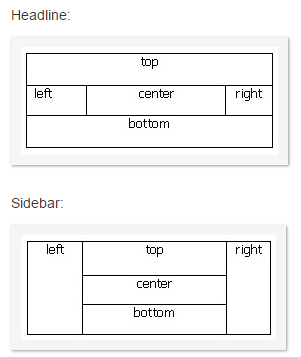 Headline:
top
left center right
bottom
Sidebar:
left top right
center
bottom